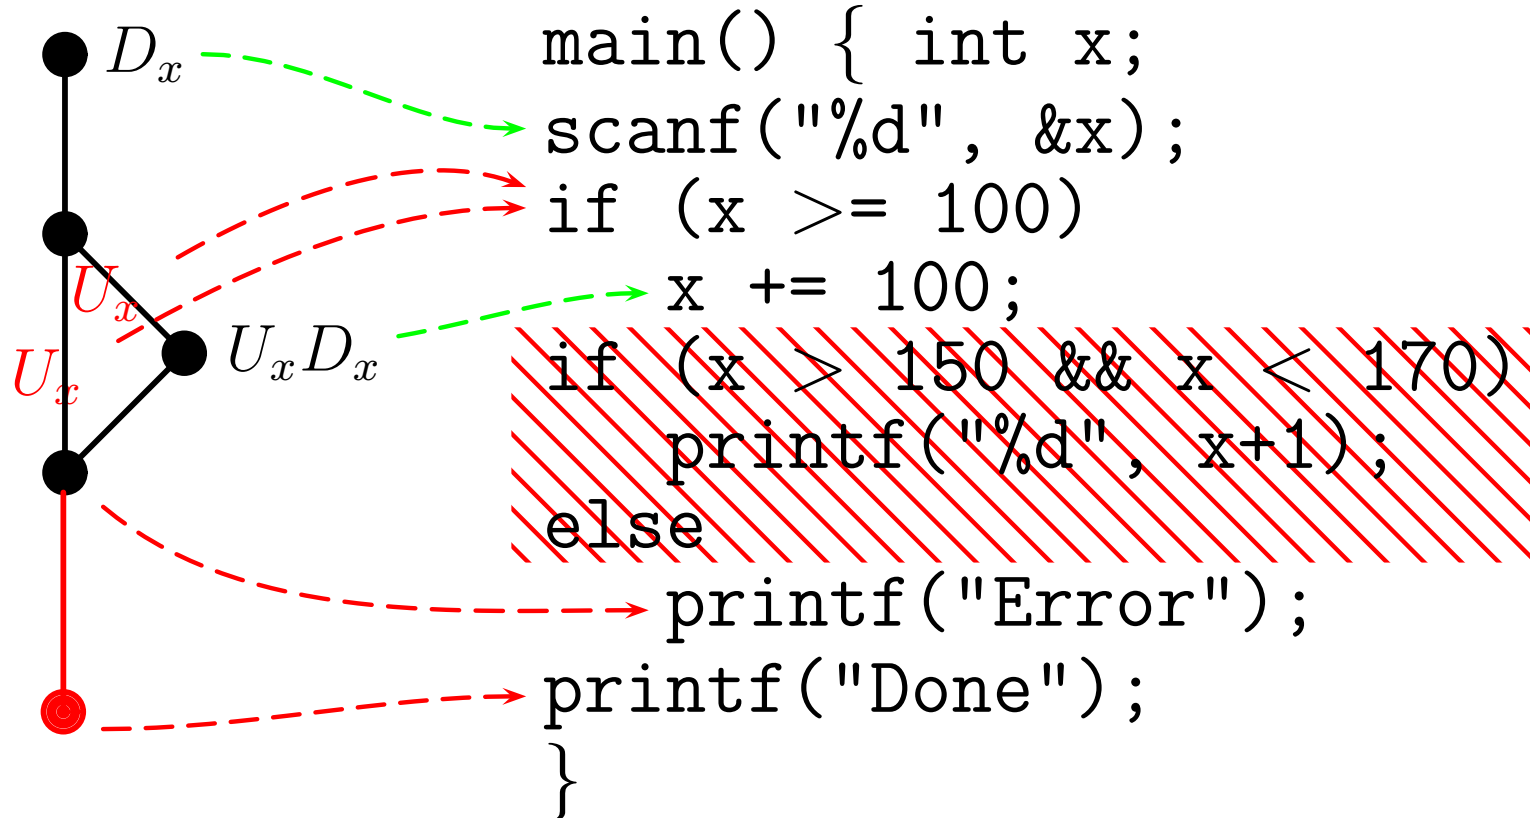 D_x
U_x
U_x
U_xD_x
main() { int x;
scanf("%d", &x);
if (x >= 100)
x += 100;
if (x > 150 && x < 170)
printf("%d", x+1);
else
printf("Error");
printf("Done");
}